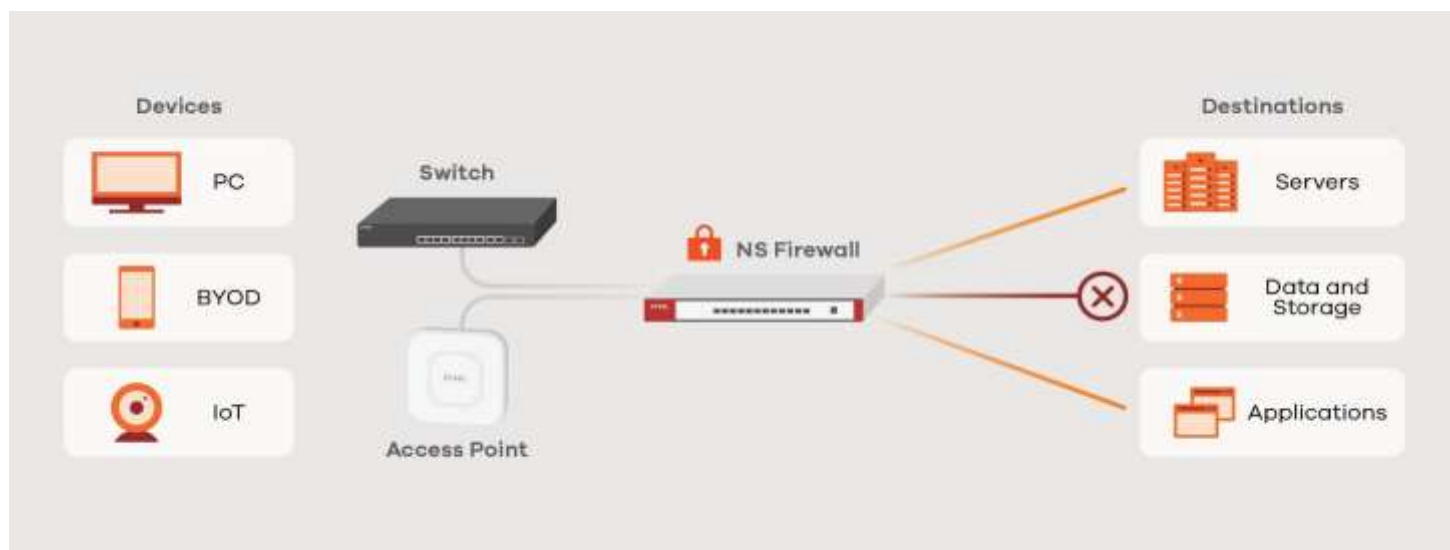 Devices
PC
BYOD
IoT
Switch
Access Point
NS Firewall
Destinations
Servers
Data and
Storage
Applications